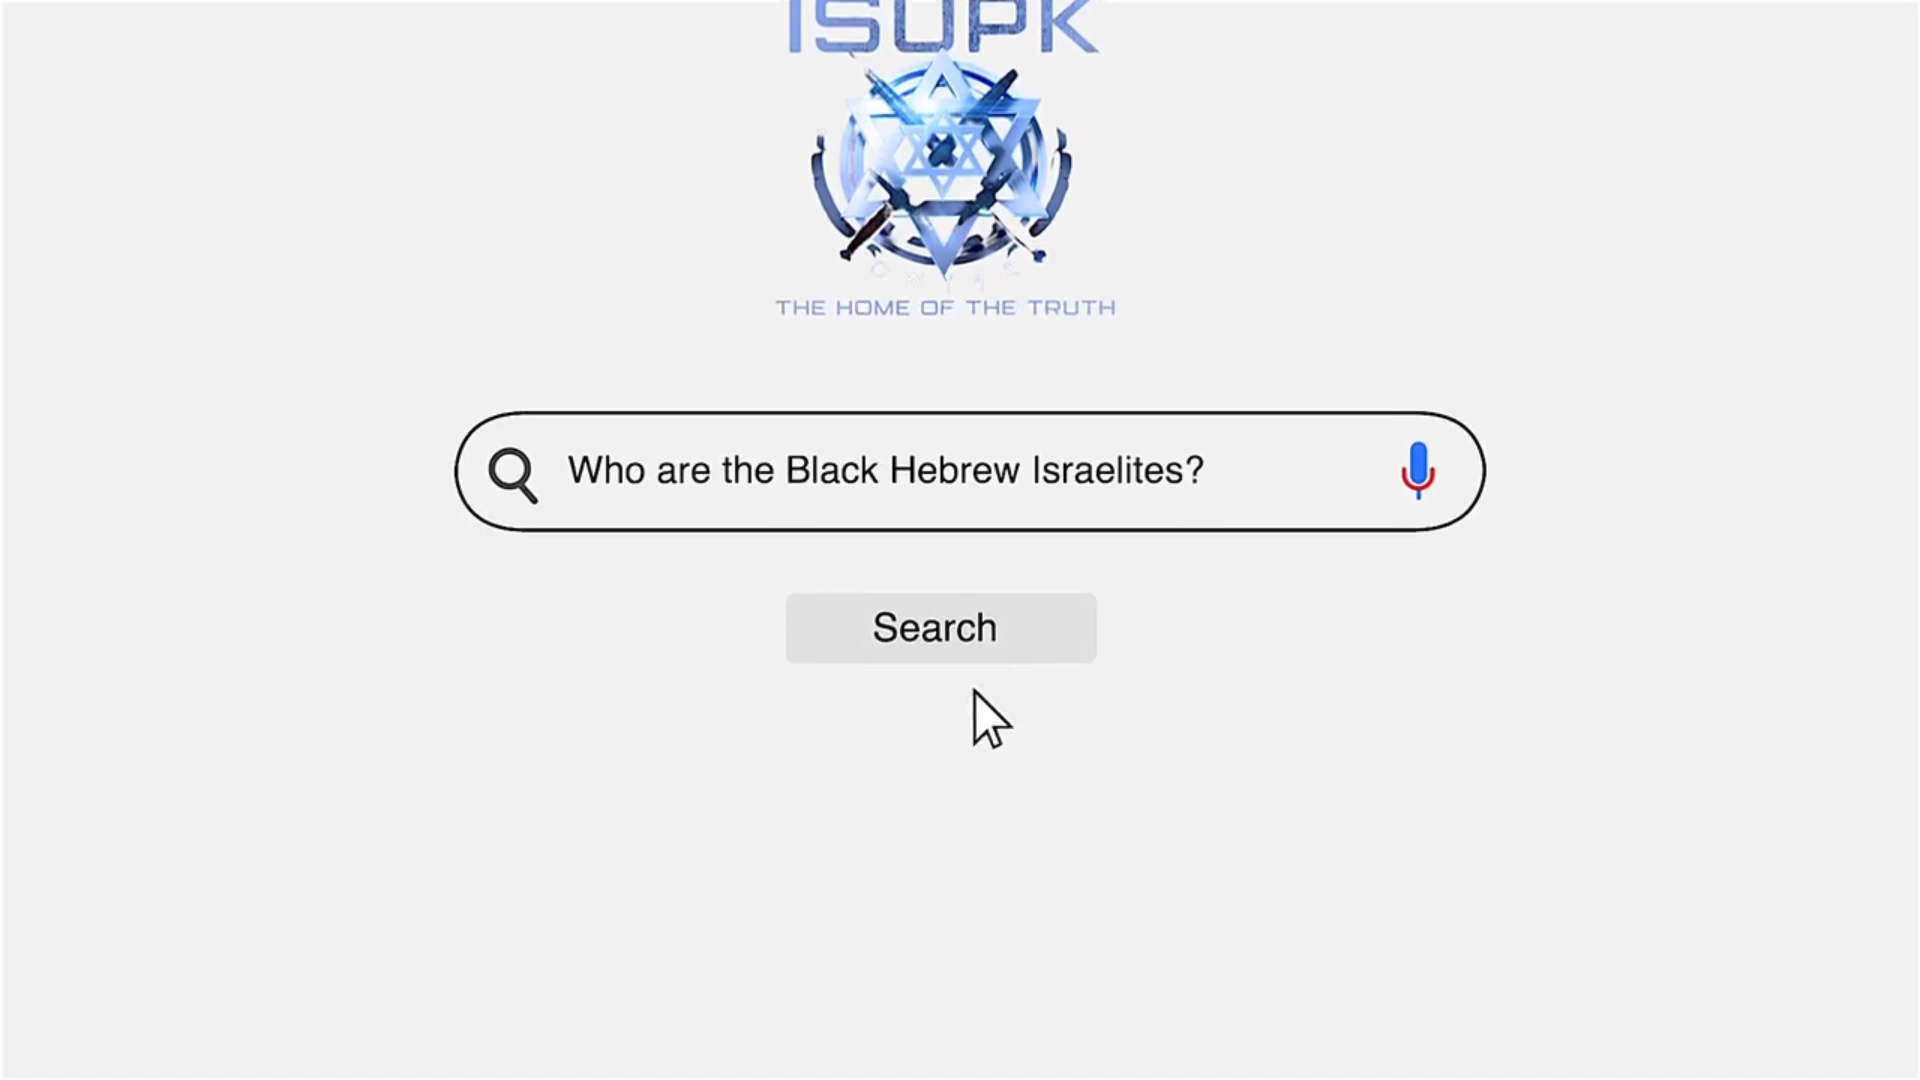 ISUPK
THE HOME OF THE TRUTH
Who are the Black Hebrew Israelites?
Search